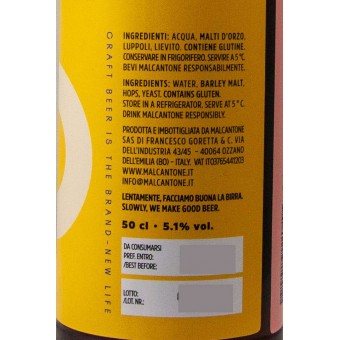 CRAFT BEER IS THE BRAND-NEW LIFE
INGREDIENTI: ACQUA, MALTI D'ORZO,
LUPPOLI, LIEVITO. CONTIENE GLUTINE.
CONSERVARE IN FRIGORIFERO. SERVIRE A 5 °C.
BEVI MALCANTONE RESPONSABILMENTE.
INGREDIENTS: WATER, BARLEY MALT,
HOPS, YEAST. CONTAINS GLUTEN.
STORE IN A REFRIGERATOR. SERVE AT 5 °C.
DRINK MALCANTONE RESPONSIBLY.
PRODOTTA E IMBOTTIGLIATA DA MALCANTONE
SAS DI FRANCESCO GORETTA & C. VIA
DELL'INDUSTRIA 43/45 - 40064 OZZANO
DELL'EMILIA (BO) - ITALY. VAT IT03765441203
WWW.MALCANTONE.IT
INFO@MALCANTONE.IT
LENTAMENTE, FACCIAMO BUONA LA BIRRA.
SLOWLY, WE MAKE GOOD BEER.
50 cl • 5.1% vol.
DA CONSUMARSI
PREF. ENTRO:
/BEST BEFORE:
LOTTO:
/LOT. NR.: